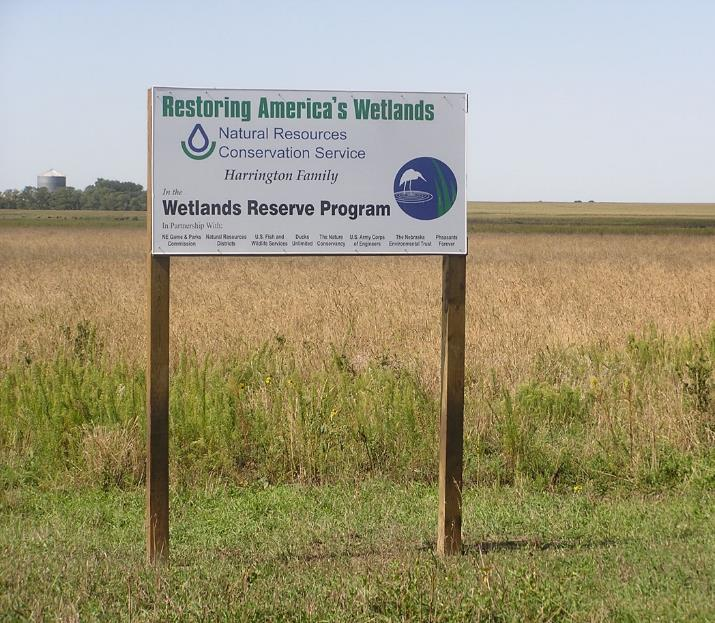 Restoring America's Wetlands
Natural Resources
Conservation Service
Harrington Family
In the
Wetlands Reserve Program
In Partnership With:
NE Game & Parks Natural Resources U.S. Fish and Ducks The Nature U.S. Army Corps The Nebraska Pheasants
Commission Districts Wildlife Services Unlimited Conservancy of Engineers Environmental Trust Forever